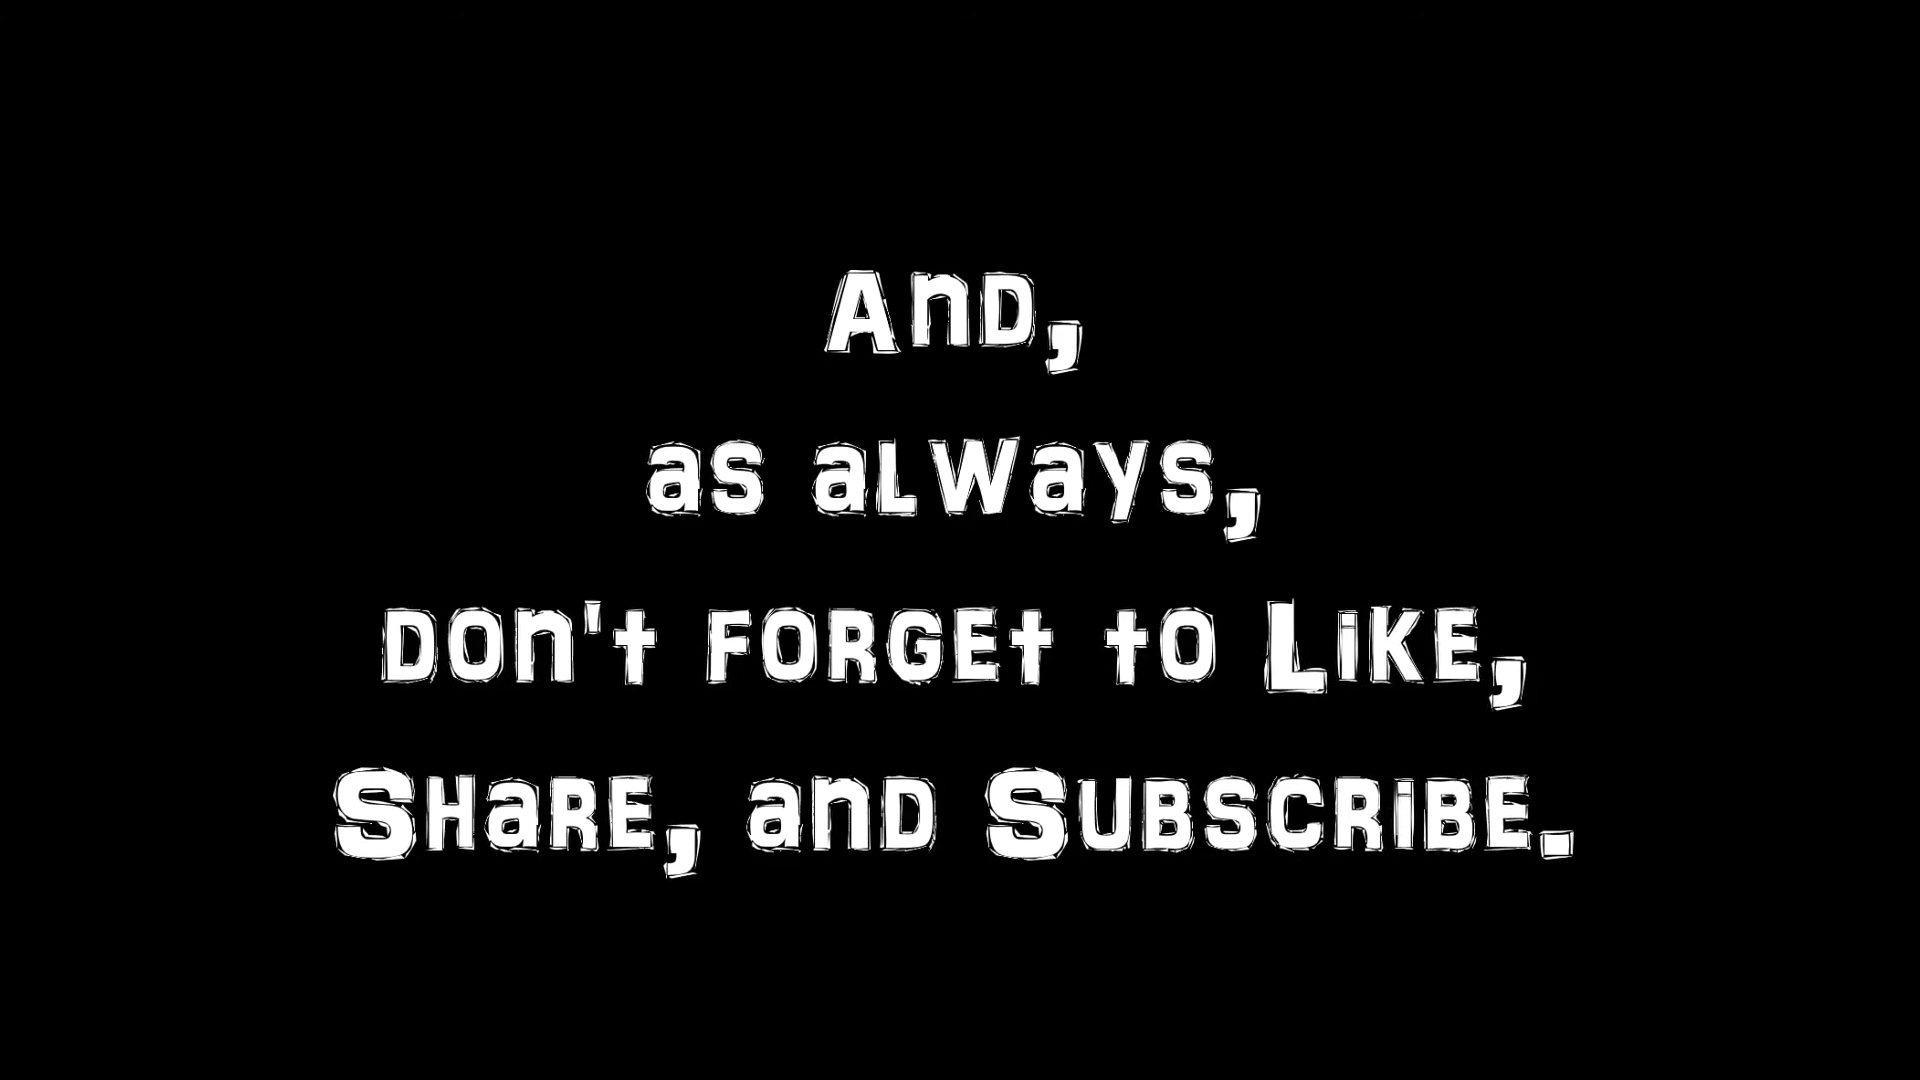 And,
as always,
don't forget to Like,
Share, and Subscribe.